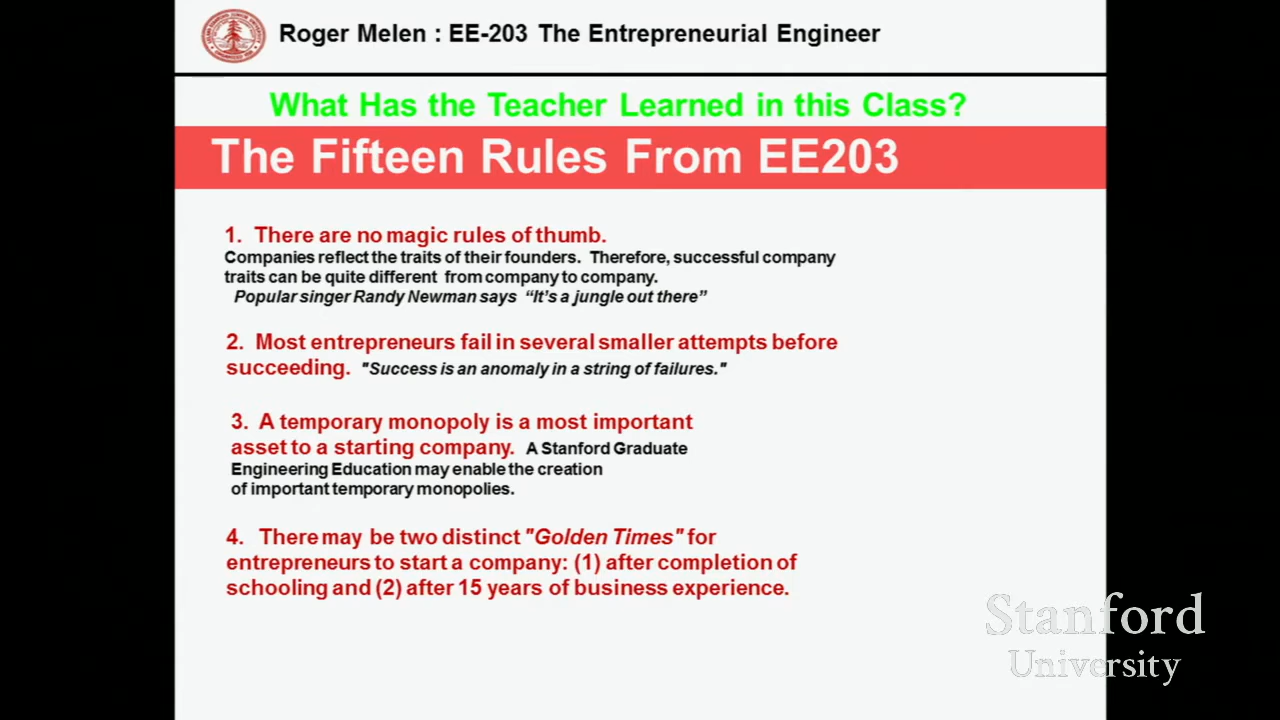 Roger Melen : EE-203 The Entrepreneurial Engineer
What Has the Teacher Learned in this Class?
The Fifteen Rules From EE203
1. There are no magic rules of thumb.
Companies reflect the traits of their founders. Therefore, successful company
traits can be quite different from company to company.
Popular singer Randy Newman says “It’s a jungle out there”
2. Most entrepreneurs fail in several smaller attempts before
succeeding. "Success is an anomaly in a string of failures."
3. A temporary monopoly is a most important
asset to a starting company. A Stanford Graduate
Engineering Education may enable the creation
of important temporary monopolies.
4. There may be two distinct "Golden Times" for
entrepreneurs to start a company: (1) after completion of
schooling and (2) after 15 years of business experience.
Stanford
University